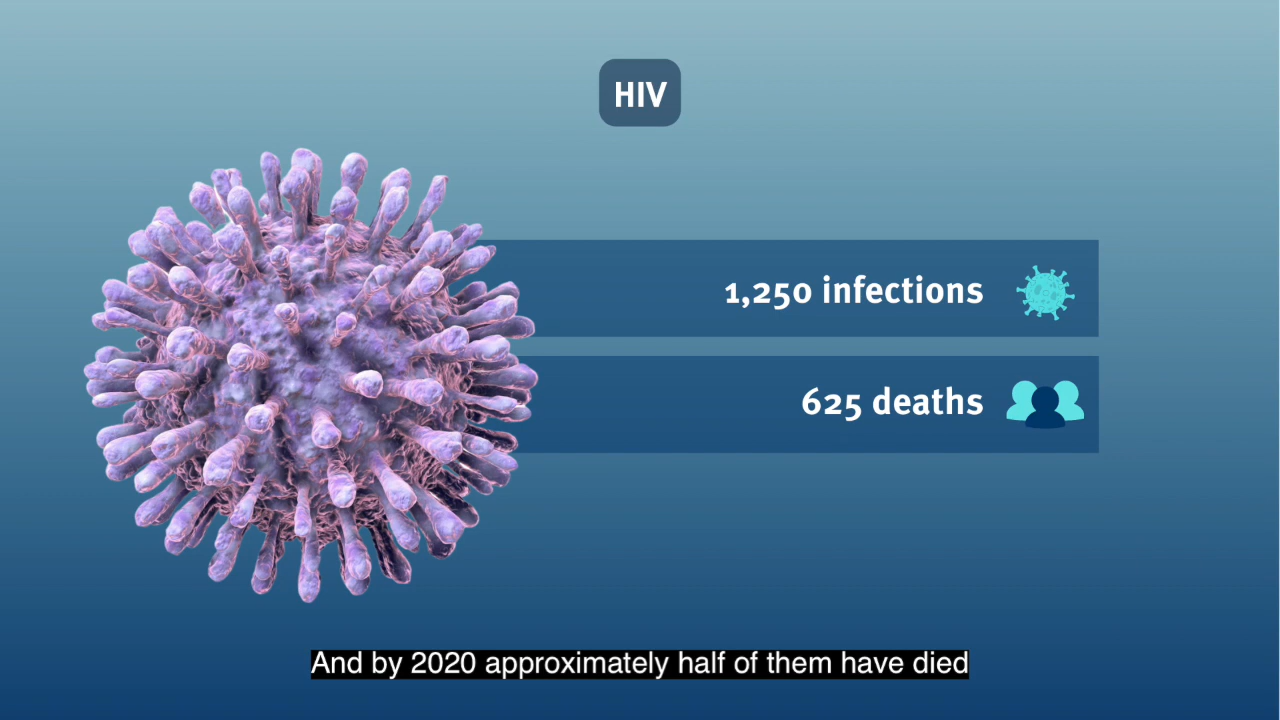 HIV
1,250 infections
625 deaths
And by 2020 approximately half of them have died